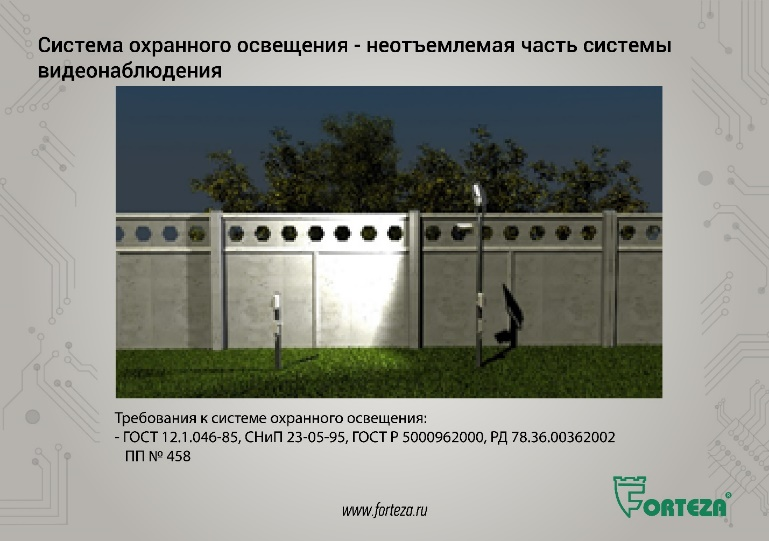 Система охранного освещения - неотъемлемая часть системы
видеонаблюдения
Требования к системе охранного освещения:
- ГОСТ 12.1.046-85, СНиП 23-05-95, ГОСТ Р 5000962000, РД 78.36.00362002
ПП № 458
www.forteza.ru
FORTEZA®